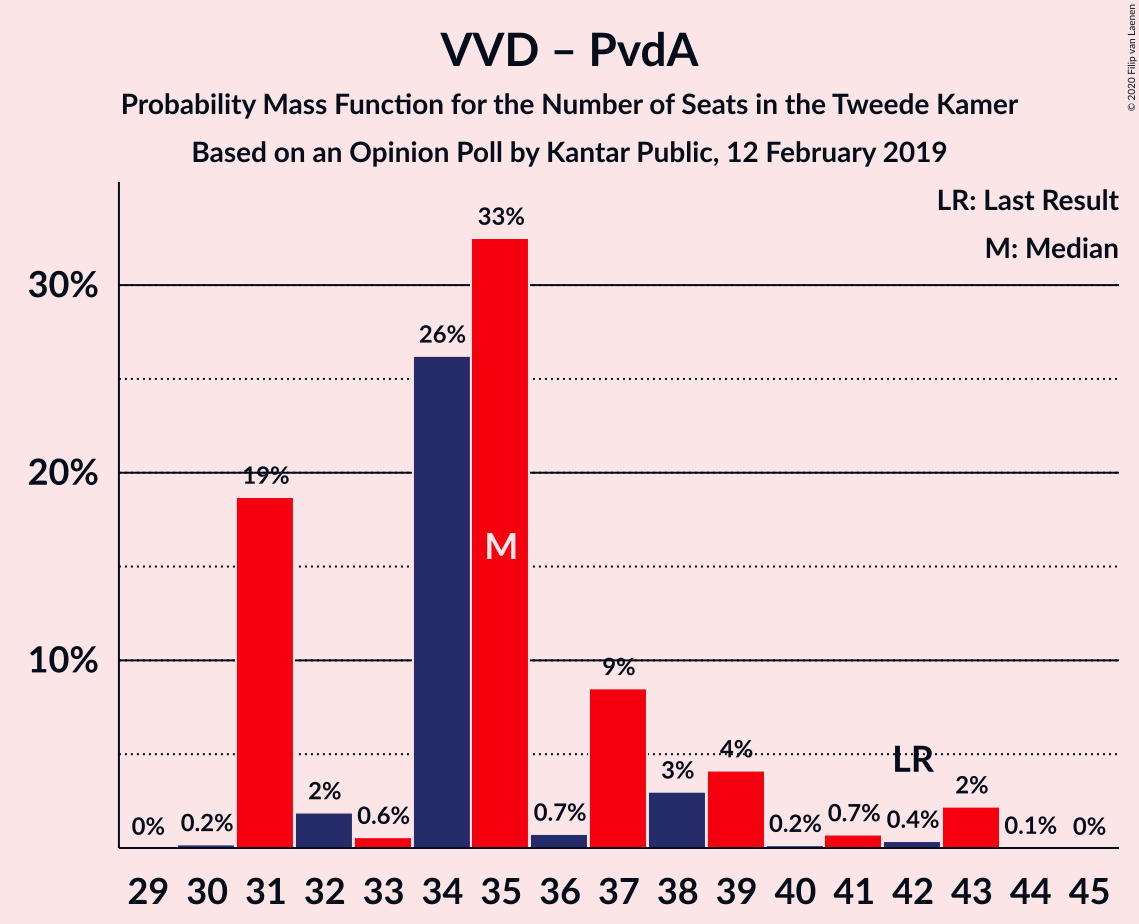 VVD – PvdA
Probability Mass Function for the Number of Seats in the Tweede Kamer
Based on an Opinion Poll by Kantar Public, 12 February 2019
© 2020 Filip van Laenen
LR: Last Result
M: Median
30%
20%
10%
0%
0.2%
19%
2%
0.6%
26%
33%
M
0.7%
9%
3%
4%
0.2%
0.7%
LR
0.4%
2%
0.1%
0%
29 30 31 32 33 34 35 36 37 38 39 40 41 42 43 44 45